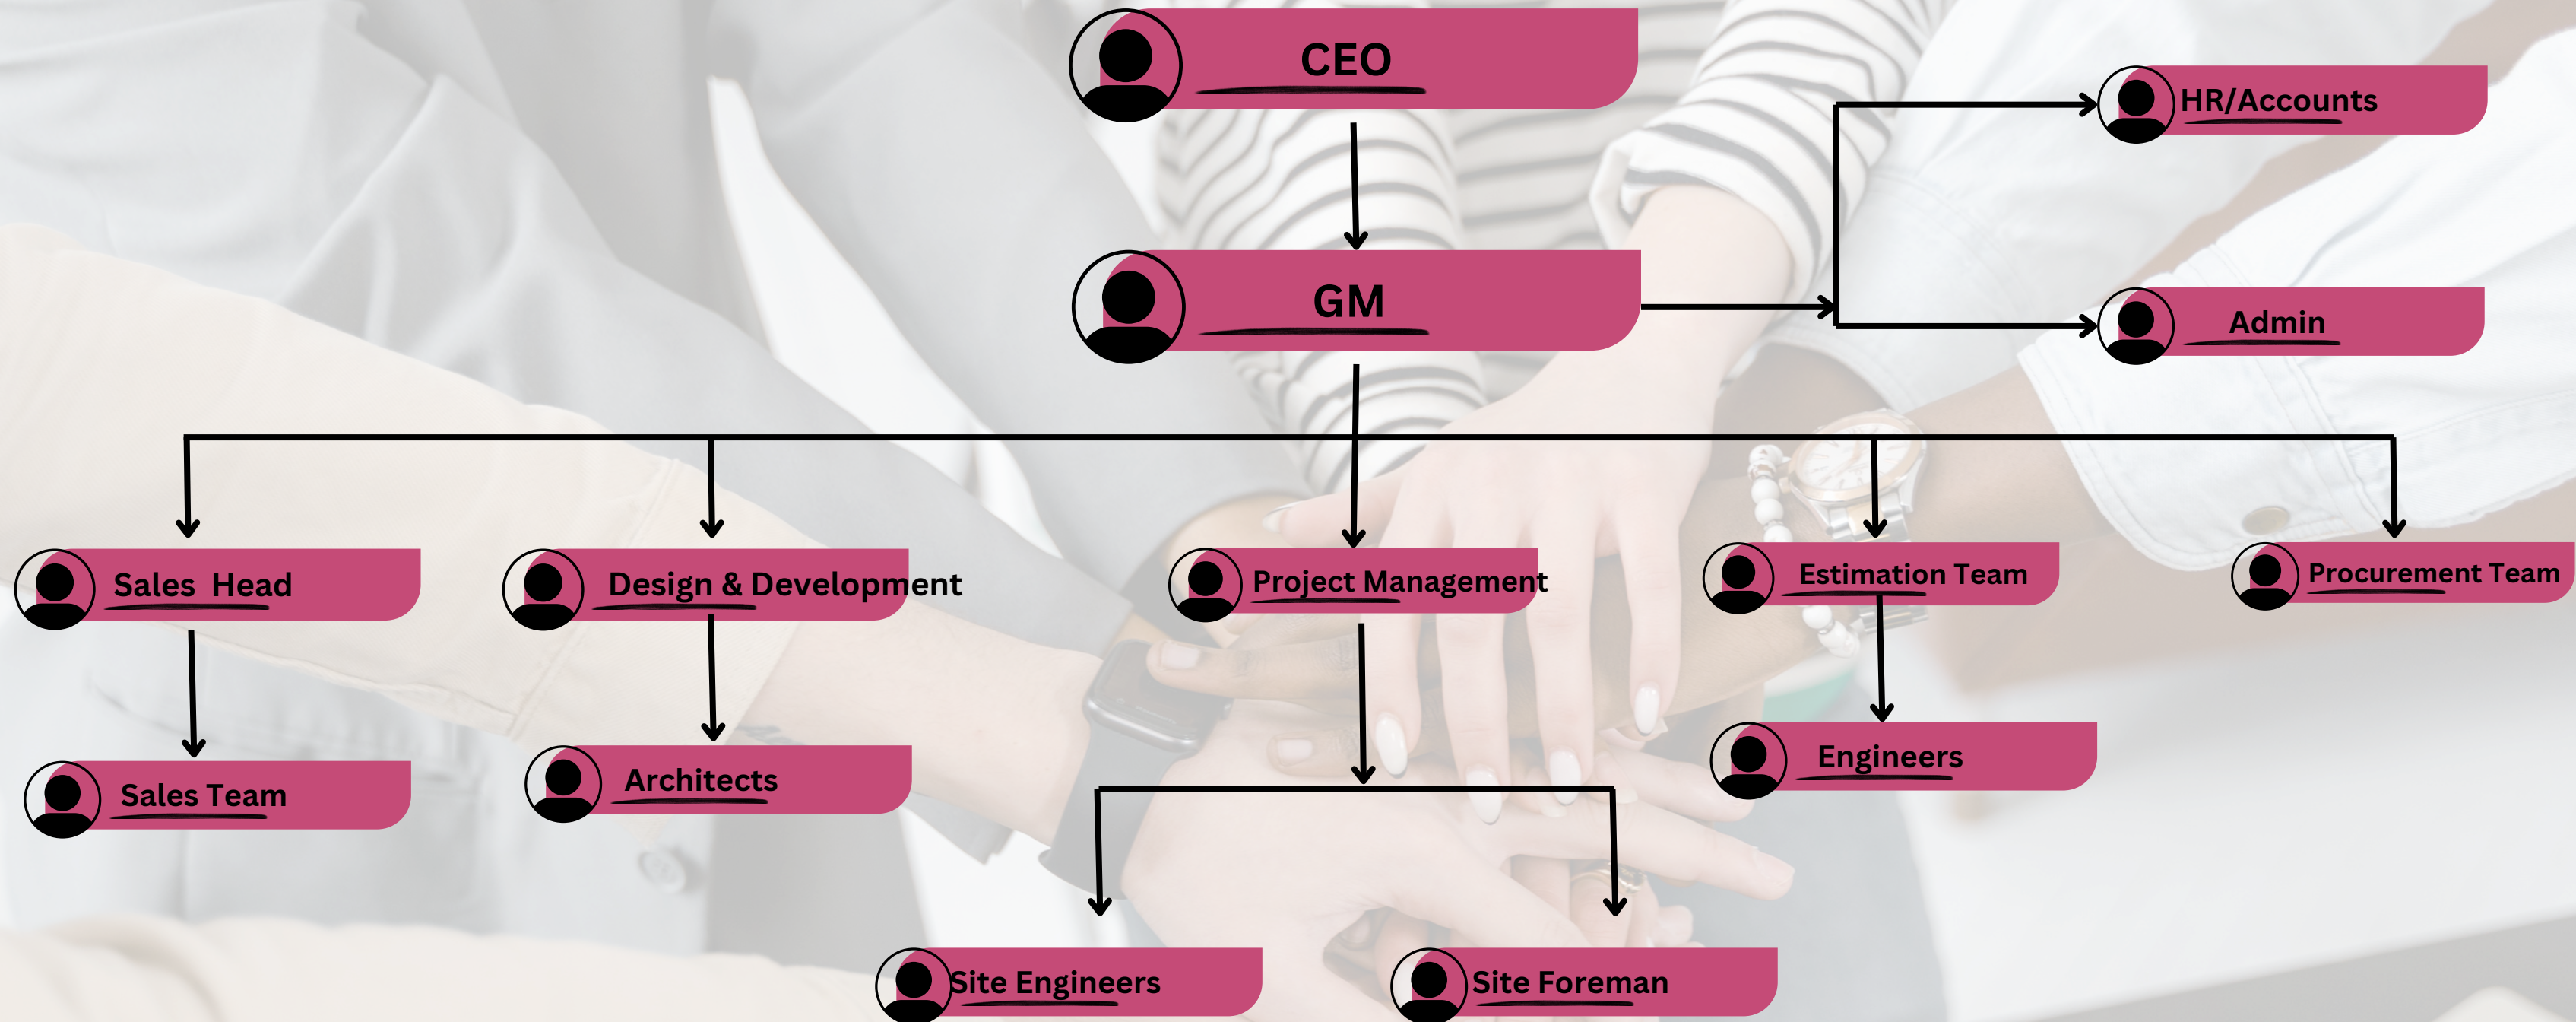 CEO
HR/Accounts
GM
Admin
Sales Head
Design & Development
Project Management
Estimation Team
Procurement Team
Sales Team
Architects
Engineers
Site Engineers
Site Foreman